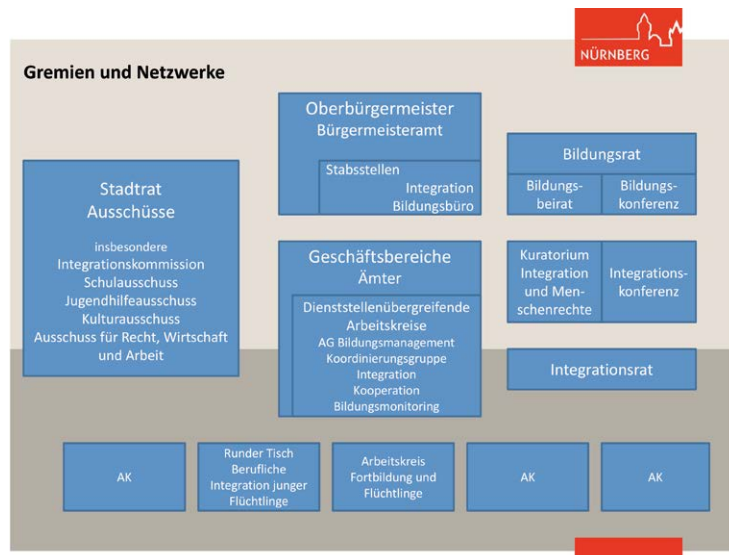 NÜRNBERG
Gremien und Netzwerke
Stadtrat
Ausschüsse
insbesondere
Integrationskommission
Schulausschuss
Jugendhilfeausschuss
Kulturausschuss
Ausschuss für Recht, Wirtschaft
und Arbeit
Oberbürgermeister
Bürgermeisteramt
Stabsstellen
Integration
Bildungsbüro
Geschäftsbereiche
Ämter
Dienststellenübergreifende
Arbeitskreise
AG Bildungsmanagement
Koordinierungsgruppe
Integration
Kooperation
Bildungsmonitoring
Bildungsrat
Bildungs-
beirat
Bildungs-
konferenz
Kuratorium
Integration
und Men-
schenrechte
Integrations-
konferenz
Integrationsrat
AK
Runder Tisch
Berufliche
Integration junger
Flüchtlinge
Arbeitskreis
Fortbildung und
Flüchtlinge
AK
AK